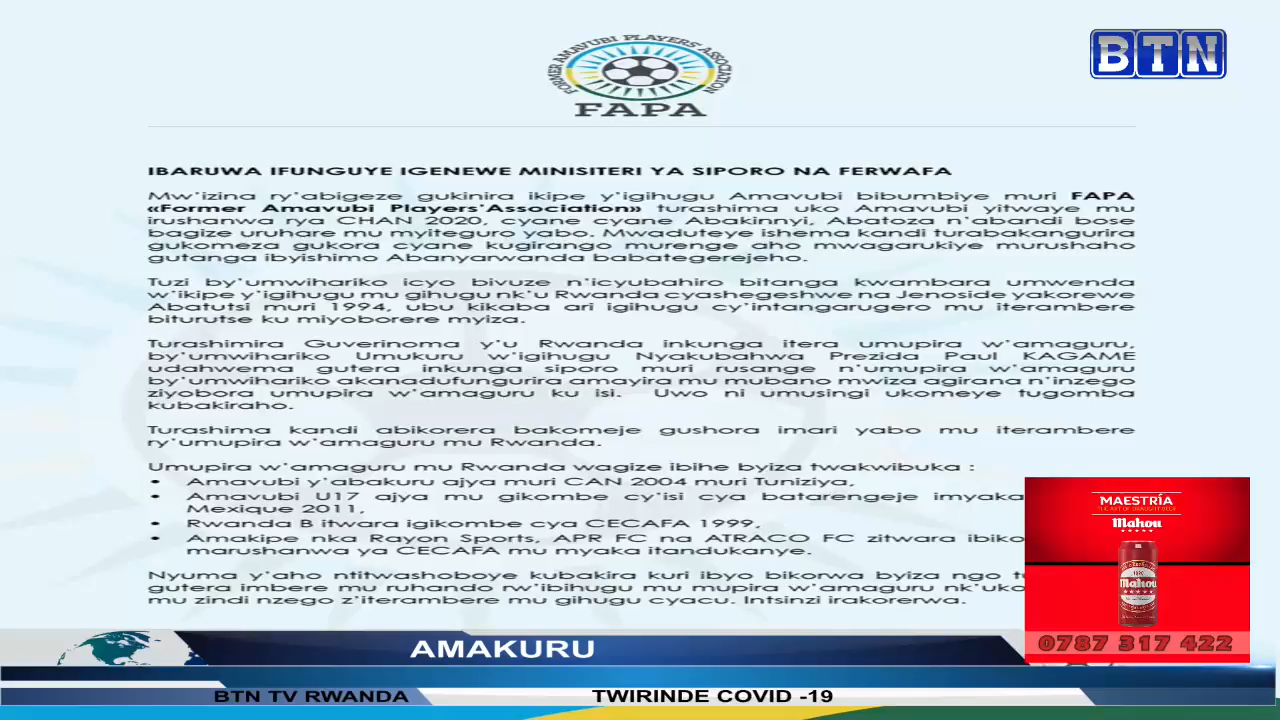 FORMER AMAVUBI PLAYERS' ASSOCIATION
FAPA
BTN
IBARUWA IFUNGUYE IGENEWE MINISITERI YA SIPORO NA FERWAFA
Mw'izina ry'abigeze gukinira ikipe y'igihugu Amavubi bibumbiye muri FAPA
«Former Amavubi Players'Association» turashima uko Amavubi yitwaye mu
irushanwa rya CHAN 2020, cyane cyane Abakinnyi, Abatoza n'abandi bose
bagize uruhare mu myiteguro yabo. Mwaduteye ishema kandi turabakangurira
gukomeza gukora cyane kugirango murenge aho mwagarukiye murushaho
gutanga ibyishimo Abanyarwanda babategerejeho.
Tuzi by'umwihariko icyo bivuze n'icyubahiro bitanga kwambara umwenda
w'ikipe y'igihugu mu gihugu nk'u Rwanda cyashegeshwe na Jenoside yakorewe
Abatutsi muri 1994, ubu kikaba ari igihugu cy'intangarugero mu iterambere
biturutse ku miyoborere myiza.
Turashimira Guverinoma y'u Rwanda inkunga itera umupira w'amaguru,
by'umwihariko Umukuru w'igihugu Nyakubahwa Prezida Paul KAGAME
udahwema gutera inkunga siporo muri rusange n'umupira w'amaguru
by'umwihariko akanadufungurira amayira mu mubano mwiza agirana n'inzego
ziyobora umupira w'amaguru ku isi. Uwo ni umusingi ukomeye tugomba
kubakiraho.
Turashima kandi abikorera bakomeje gushora imari yabo mu iterambere
ry'umupira w'amaguru mu Rwanda.
Umupira w'amaguru mu Rwanda wagize ibihe byiza twakwibuka :
• Amavubi y'abakuru ajya muri CAN 2004 muri Tuniziya,
• Amavubi U17 ajya mu gikombe cy'isi cya batarengeje imyaka
Mexique 2011,
• Rwanda B itwara igikombe cya CECAFA 1999,
• Amakipe nka Rayon Sports, APR FC na ATRACO FC zitwara
marushanwa ya CECAFA mu myaka itandukanye.
Nyuma y'aho ntitwashoboye kubakira kuri ibyo bikorwa byiza ngo
gutera imbere mu ruhando rw'ibihugu mu mupira w'amaguru
mu zindi nzego z'iterambere mu gihugu cyacu. Intsinzi irakorerwa.
MAESTRÍA
THE ART OF DRAUGHT BEER
Mahou
1890
Mahou
0787 317 422
AMAKURU
BTN TV RWANDA
TWIRINDE COVID -19